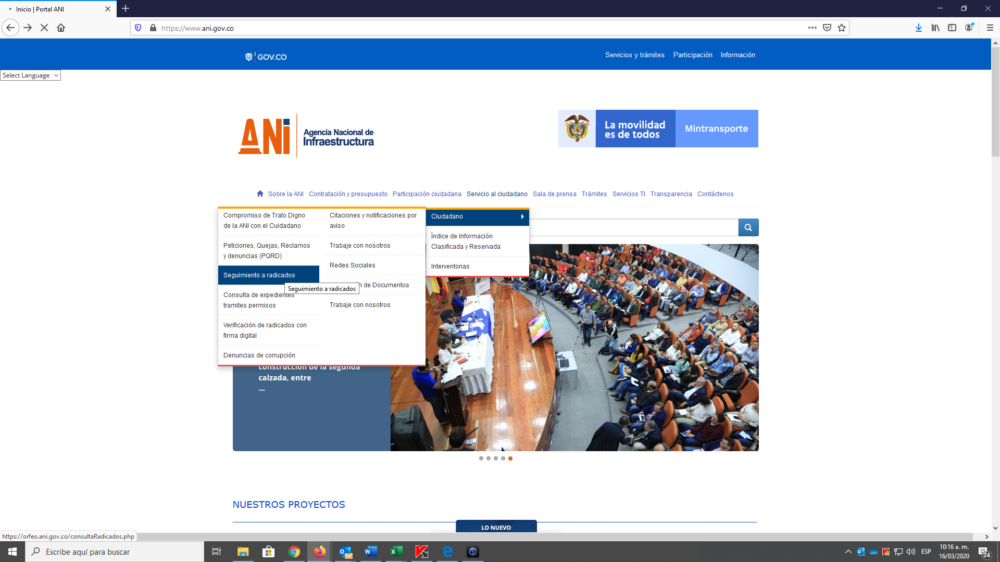 Inicio | Portal ANI
https://www.ani.gov.co
GOV.CO
Servicios y trámites
Participación
Información
Select Language
ANi
Agencia Nacional de
Infraestructura
La movilidad
es de todos
Mintransporte
Sobre la ANI
Contratación y presupuesto
Participación ciudadana
Servicio al ciudadano
Sala de prensa
Trámites
Servicios TI
Transparencia
Contáctenos
Compromiso de Trato Digno
de la ANI con el Cuidadano
Peticiones, Quejas, Reclamos
y denuncias (PQRD)
Seguimiento a radicados
Seguimiento a radicados
Consulta de expedientes
tramites permisos
Verificación de radicados con
firma digital
Denuncias de corrupción
Citaciones y notificaciones por
aviso
Trabaje con nosotros
Redes Sociales
de Documentos
Trabaje con nosotros
Ciudadano
Índice de Información
Clasificada y Reservada
Interventorias
construcción de la segunda
calzada, entre
...
NUESTROS PROYECTOS
LO NUEVO
https://orfeo.ani.gov.co/consultaRadicados.php
Escribe aquí para buscar
ESP
10:16 a. m.
16/03/2020
24